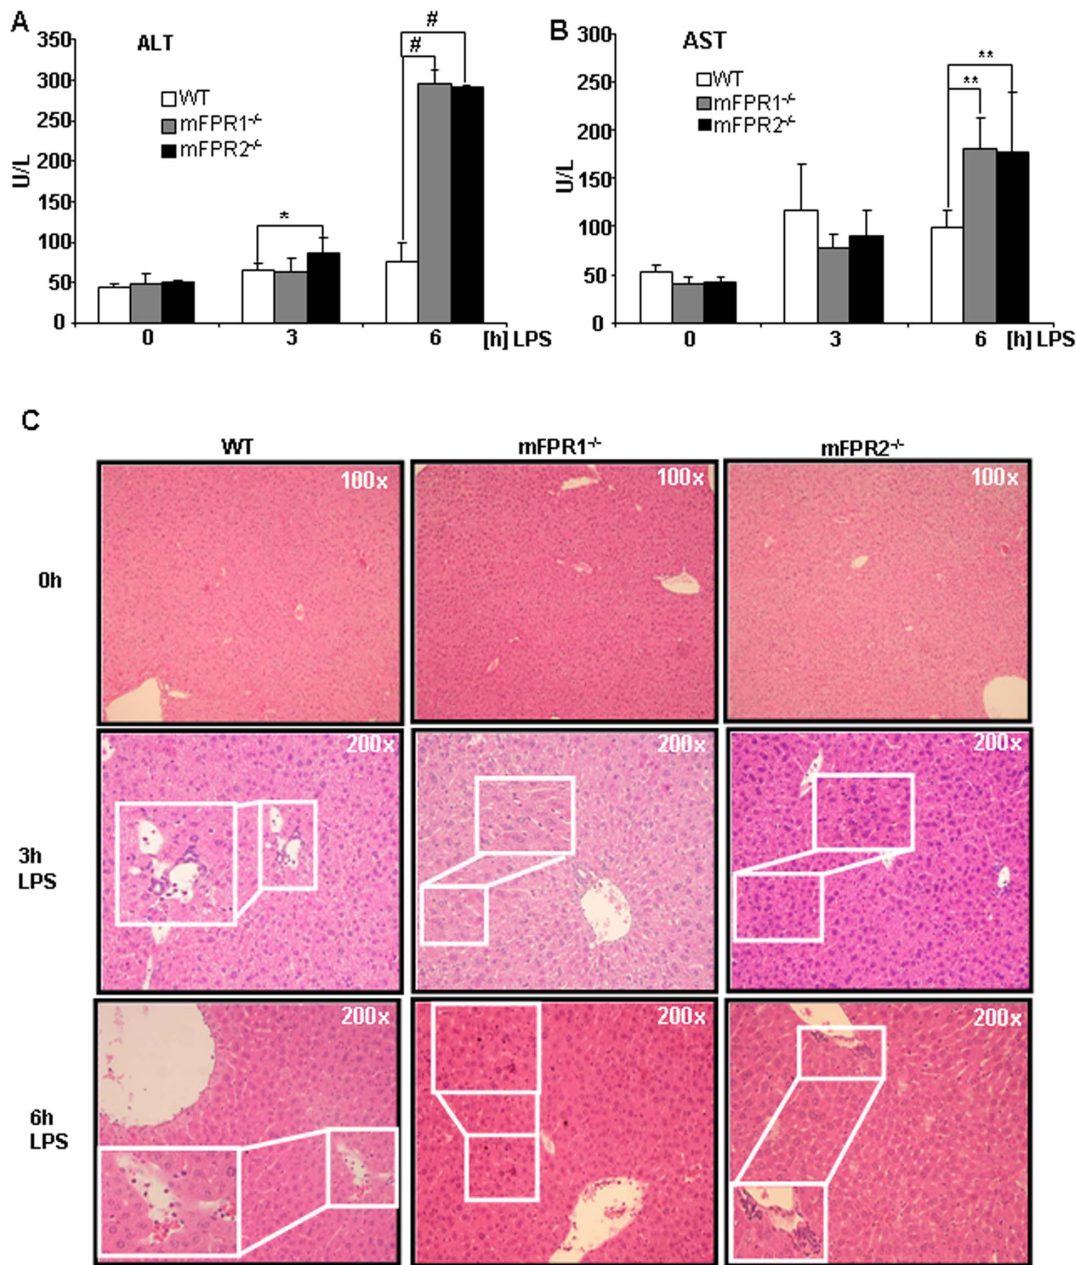 A
ALT
350
300
250
200
150
100
50
0
U/L
WT
mFPR1-/-
mFPR2-/-
*
#
#
0 3 6 [h] LPS
B
AST
300
250
200
150
100
50
0
U/L
WT
mFPR1-/-
mFPR2-/-
**
**
0 3 6 [h] LPS
C
WT mFPR1-/- mFPR2-/-
0h
100x 100x 100x
3h
LPS
200x 200x 200x
6h
LPS
200x 200x 200x